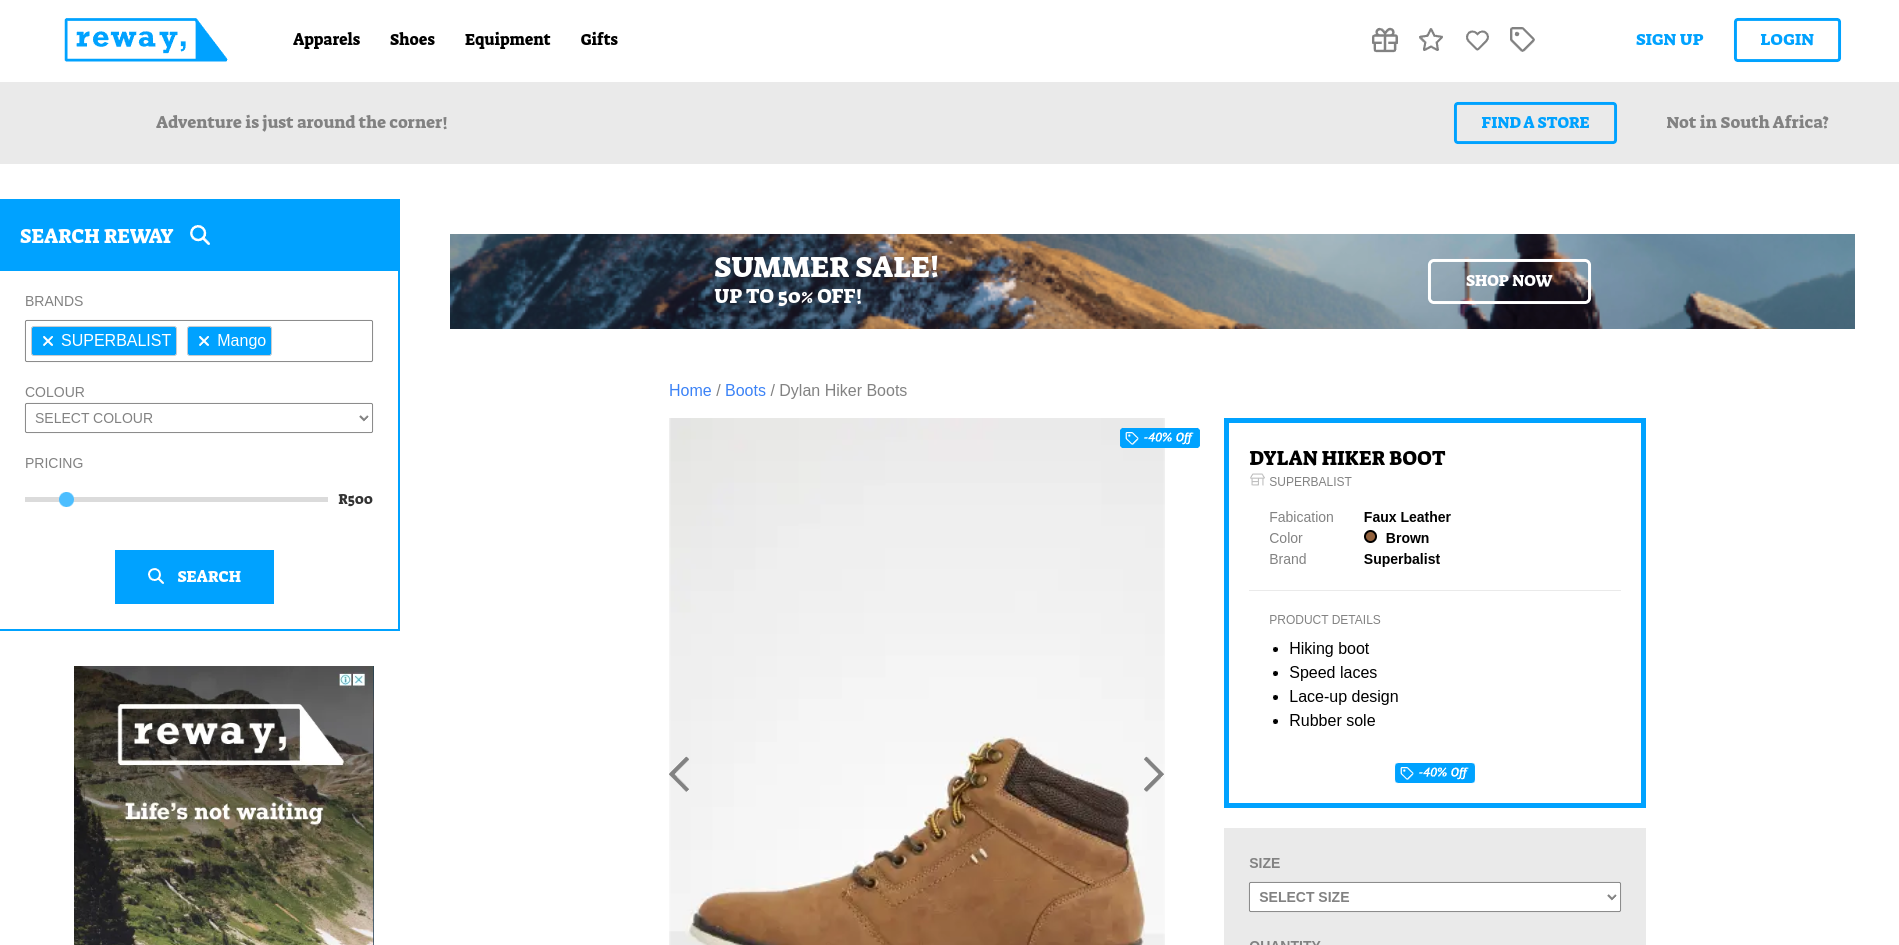 reway,
Apparels Shoes Equipment Gifts
SIGN UP LOGIN
Adventure is just around the corner!
FIND A STORE
Not in South Africa?
SEARCH REWAY
BRANDS
SUPERBALIST Mango
COLOUR
SELECT COLOUR
PRICING
R500
SEARCH
reway,
Life's not waiting
SUMMER SALE!
UP TO 50% OFF!
SHOP NOW
Home / Boots / Dylan Hiker Boots
-40% Off
DYLAN HIKER BOOT
SUPERBALIST
Fabication Faux Leather
Color Brown
Brand Superbalist
PRODUCT DETAILS
Hiking boot
Speed laces
Lace-up design
Rubber sole
-40% Off
SIZE
SELECT SIZE
QUANTITY